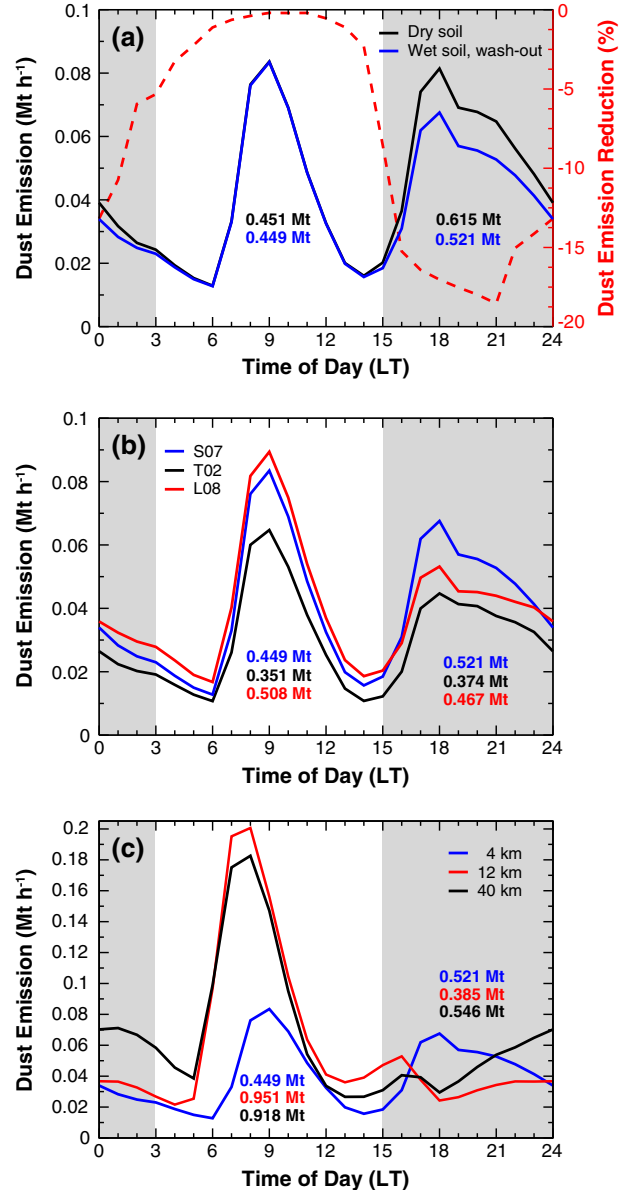 (a)
Dry soil
Wet soil, wash-out
0.451 Mt
0.449 Mt
0.615 Mt
0.521 Mt
Dust Emission (Mt h-1)
0.1
0.08
0.06
0.04
0.02
0
Dust Emission Reduction (%)
0
-5
-10
-15
-20
0 3 6 9 12 15 18 21 24
Time of Day (LT)
(b)
S07
T02
L08
0.449 Mt
0.351 Mt
0.508 Mt
0.521 Mt
0.374 Mt
0.467 Mt
Dust Emission (Mt h-1)
0.1
0.08
0.06
0.04
0.02
0
0 3 6 9 12 15 18 21 24
Time of Day (LT)
(c)
4 km
12 km
40 km
0.521 Mt
0.385 Mt
0.546 Mt
0.449 Mt
0.951 Mt
0.918 Mt
Dust Emission (Mt h-1)
0.2
0.18
0.16
0.14
0.12
0.1
0.08
0.06
0.04
0.02
0
0 3 6 9 12 15 18 21 24
Time of Day (LT)